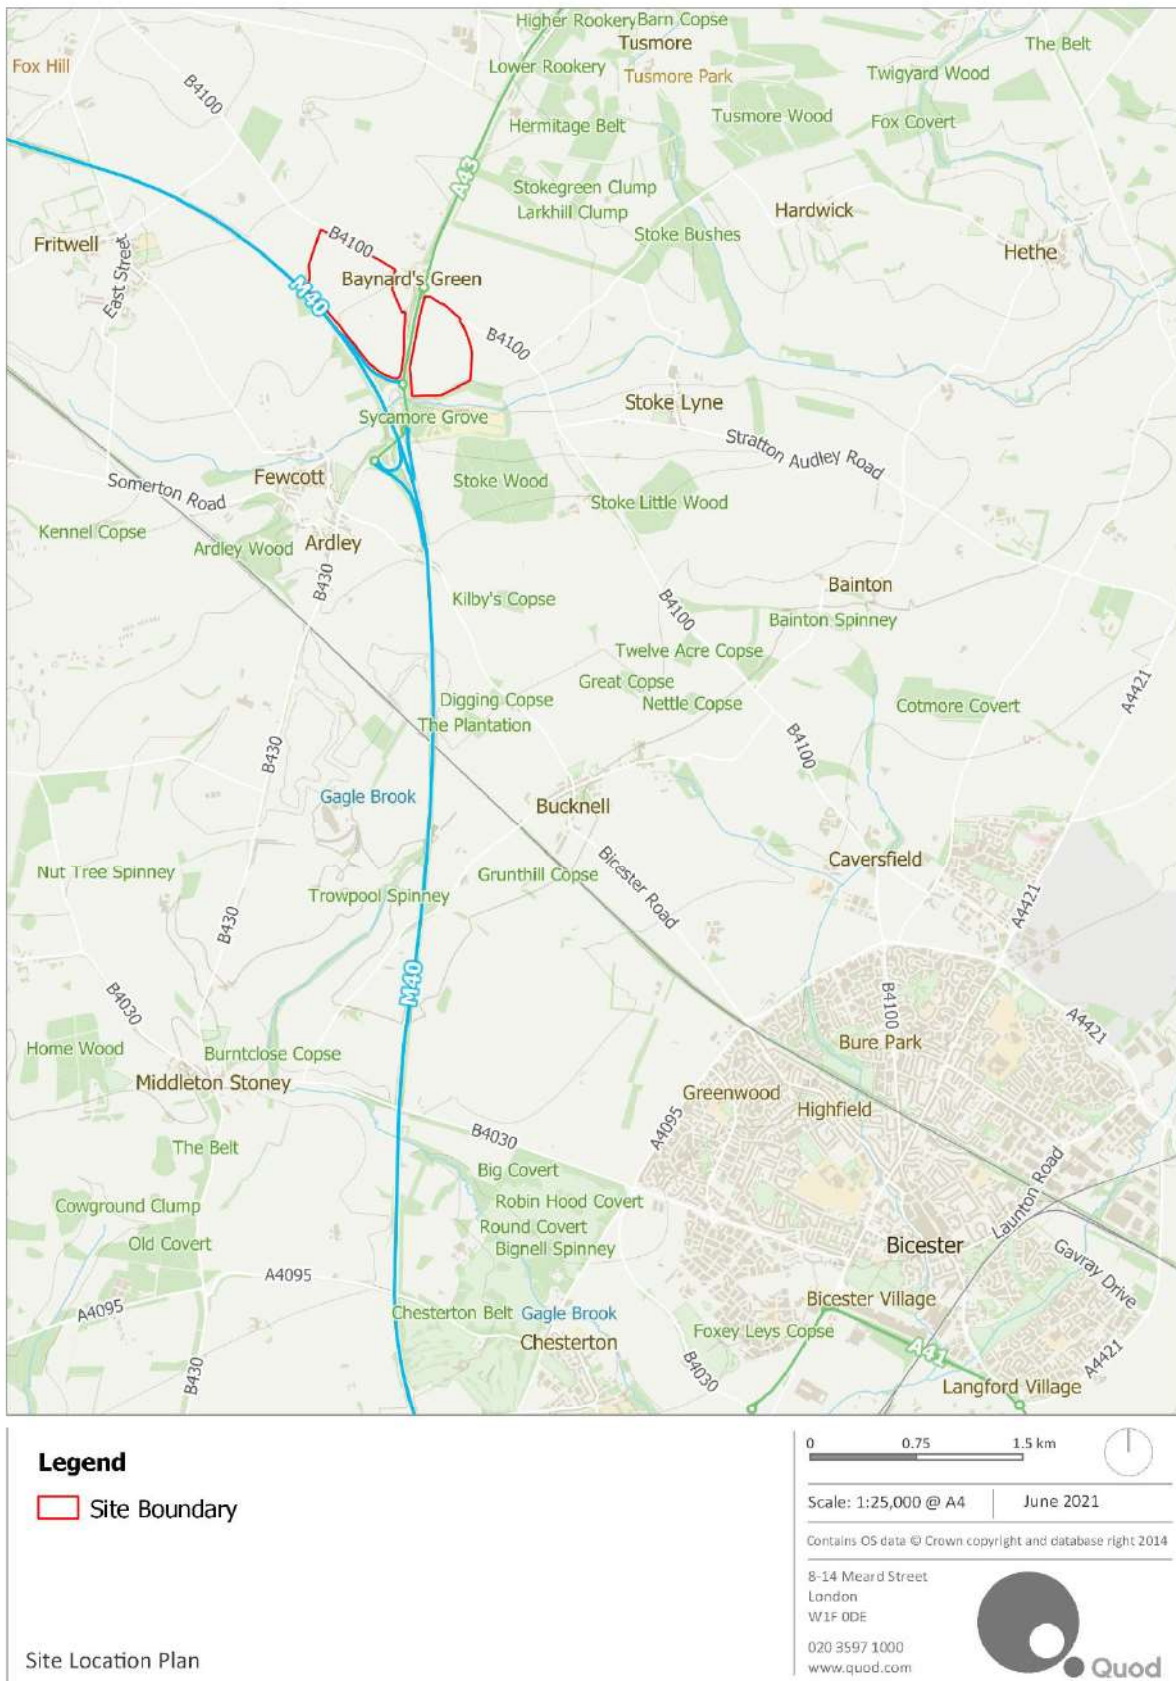 Higher Rookery
Barn Copse
Tusmore
The Belt
Fox Hill
Lower Rookery
Tusmore Park
Twigyard Wood
B4100
Tusmore Wood
Fox Covert
Hermitage Belt
A43
Stokegreen Clump
Larkhill Clump
Hardwick
Stoke Bushes
Fritwell
East Street
B4100
Hethe
Baynard's Green
M40
B4100
Stoke Lyne
Sycamore Grove
Stratton Audley Road
Fewcott
Somerton Road
Stoke Wood
Stoke Little Wood
Kennel Copse
Ardley Wood
Ardley
B430
Bainton
Kilby's Copse
B4100
Bainton Spinney
Twelve Acre Copse
Great Copse
Nettle Copse
A4421
Digging Copse
Cotmore Covert
The Plantation
B430
B4100
Gagle Brook
Bucknell
Caversfield
Nut Tree Spinney
Grunthill Copse
Bicester Road
Trowpool Spinney
A4421
B430
M40
B4030
B4100
A4421
Home Wood
Burntclose Copse
Bure Park
Middleton Stoney
Greenwood
Highfield
The Belt
B4030
A4095
Big Covert
Cowground Clump
Robin Hood Covert
Launton Road
Round Covert
Old Covert
Bignell Spinney
Bicester
Gavray Drive
A4095
A4095
Bicester Village
Chesterton Belt
Gagle Brook
Foxey Leys Copse
Chesterton
B430
B4030
A41
A4421
Langford Village
Legend
Site Boundary
Site Location Plan
0 0.75 1.5 km
Scale: 1:25,000 @ A4
June 2021
Contains OS data © Crown copyright and database right 2014
8-14 Meard Street
London
W1F 0DE
020 3597 1000
www.quod.com
Quod